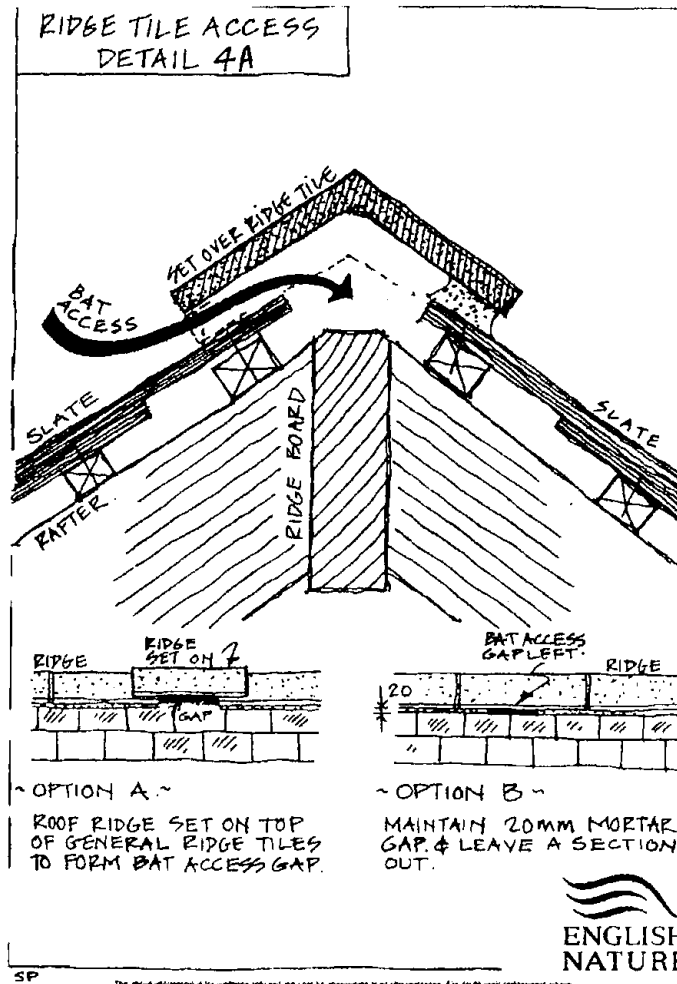 RIDGE TILE ACCESS
DETAIL 4A
SET OVER RIDGE TILE
BAT
ACCESS
SLATE
SLATE
RAFTER
RIDGE BOARD
RIDGE
RIDGE
SET ON
GAP
BAT ACCESS
GAP LEFT
RIDGE
20
~ OPTION A ~
ROOF RIDGE SET ON TOP
OF GENERAL RIDGE TILES
TO FORM BAT ACCESS GAP.
~ OPTION B ~
MAINTAIN 20mm MORTAR
GAP. & LEAVE A SECTION
OUT.
ENGLISH
NATURE
SP